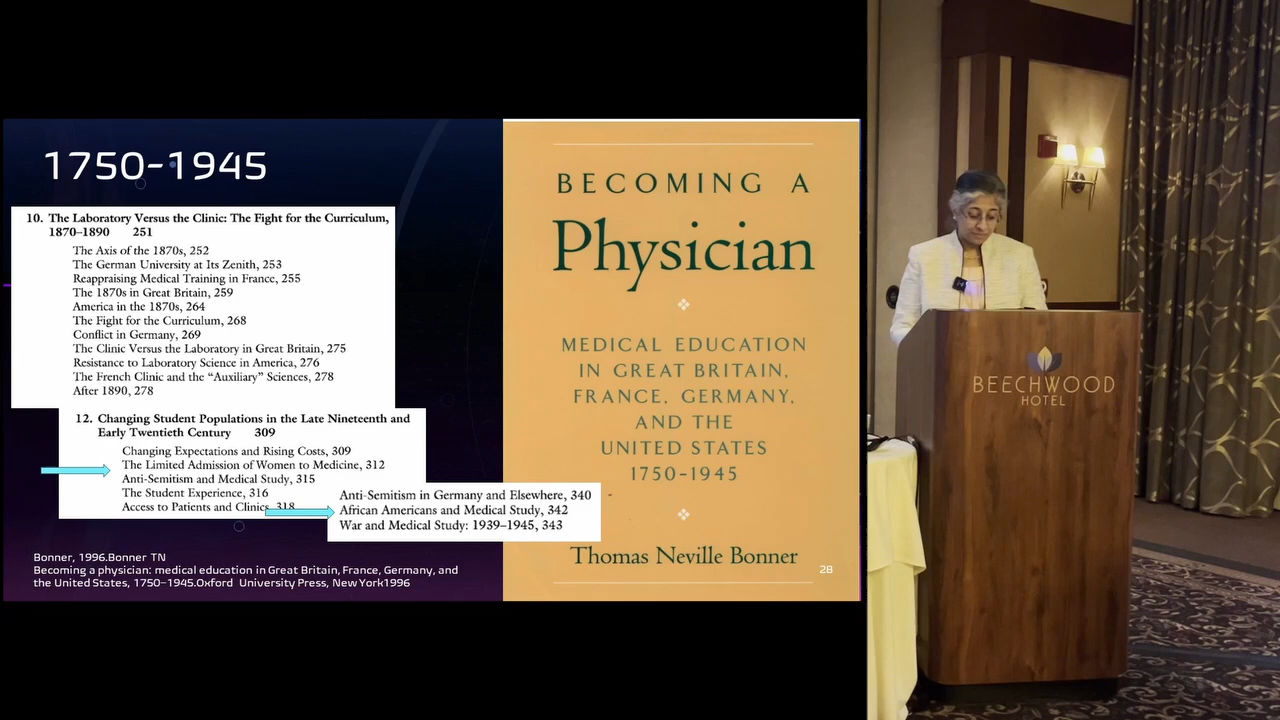 1750-1945
10. The Laboratory Versus the Clinic: The Fight for the Curriculum,
1870–1890 251
The Axis of the 1870s, 252
The German University at Its Zenith, 253
Reappraising Medical Training in France, 255
The 1870s in Great Britain, 259
America in the 1870s, 264
The Fight for the Curriculum, 268
Conflict in Germany, 269
The Clinic Versus the Laboratory in Great Britain, 275
Resistance to Laboratory Science in America, 276
The French Clinic and the “Auxiliary” Sciences, 278
After 1890, 278
12. Changing Student Populations in the Late Nineteenth and
Early Twentieth Century 309
Changing Expectations and Rising Costs, 309
The Limited Admission of Women to Medicine, 312
Anti-Semitism and Medical Study, 315
The Student Experience, 316
Access to Patients and Clinics, 318
Anti-Semitism in Germany and Elsewhere, 340
African Americans and Medical Study, 342
War and Medical Study: 1939–1945, 343
Bonner, 1996.Bonner TN
Becoming a physician: medical education in Great Britain, France, Germany, and
the United States, 1750-1945.Oxford University Press, New York1996
BECOMING A
Physician
MEDICAL EDUCATION
IN GREAT BRITAIN,
FRANCE, GERMANY,
AND THE
UNITED STATES
1750-1945
Thomas Neville Bonner
28
BEECHWOOD
HOTEL